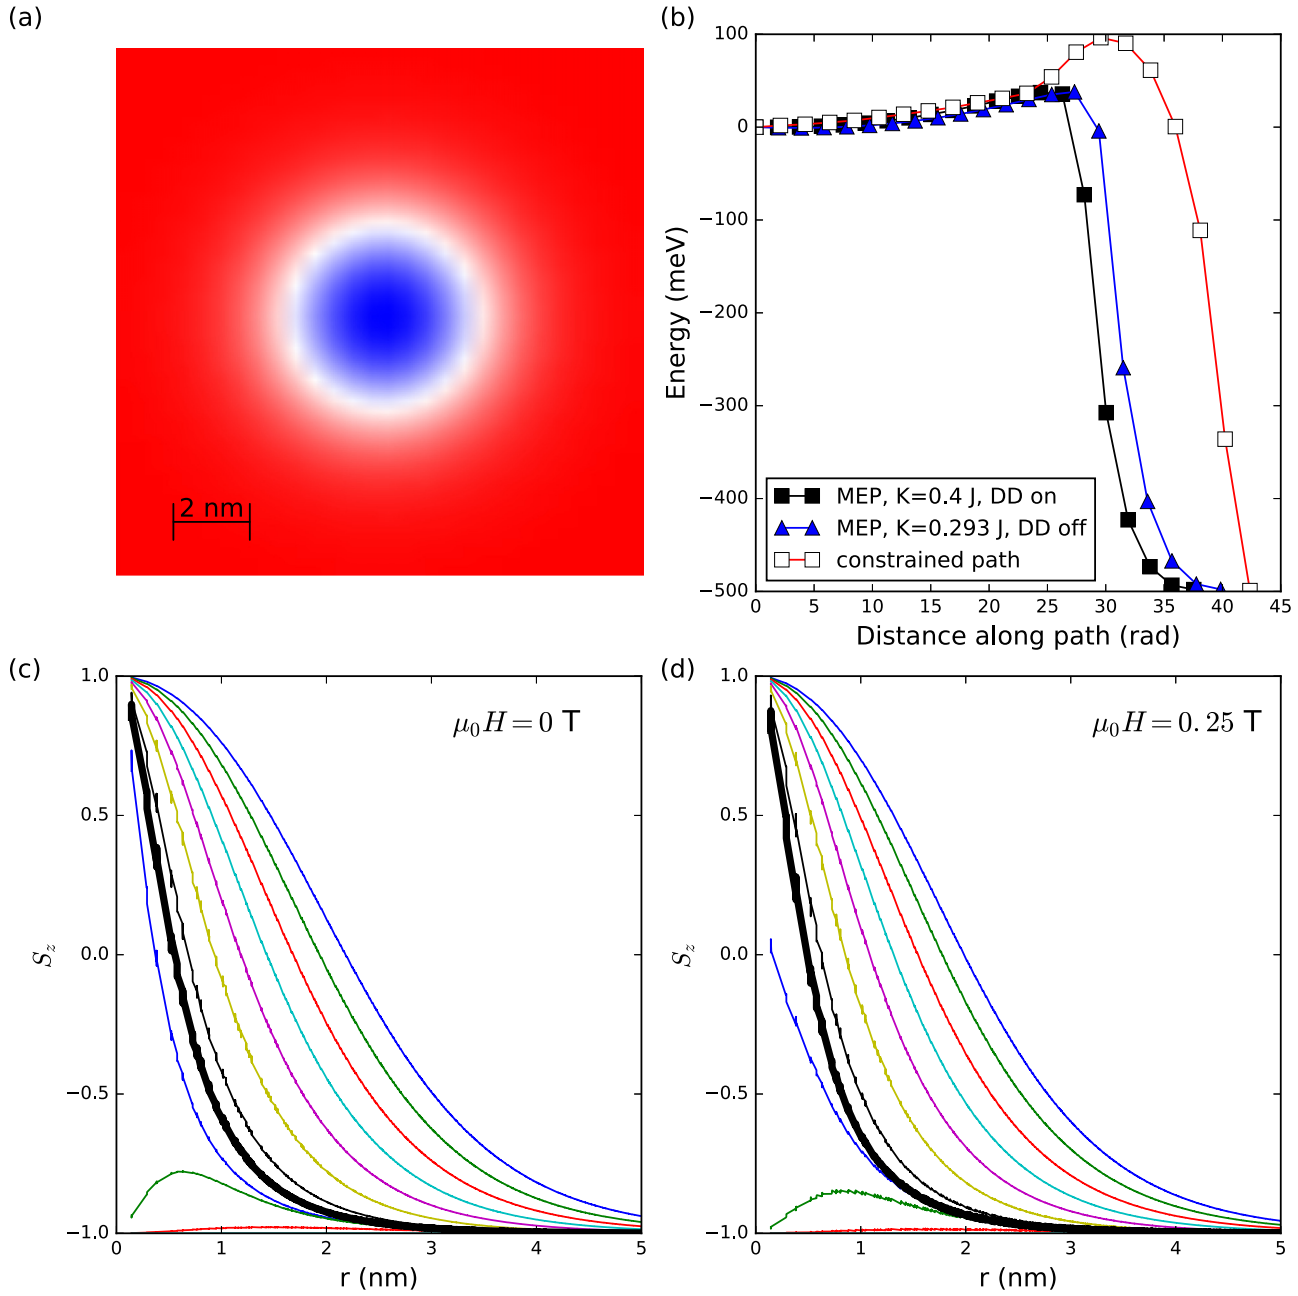 (a)
2 nm
(b)
100
0
−100
−200
−300
−400
−500
Energy (meV)
MEP, K=0.4 J, DD on
MEP, K=0.293 J, DD off
constrained path
0 5 10 15 20 25 30 35 40 45
Distance along path (rad)
(c)
1.0
0.5
0.0
−0.5
−1.0
S_z
μ₀H = 0 T
0 1 2 3 4 5
r (nm)
(d)
1.0
0.5
0.0
−0.5
−1.0
S_z
μ₀H = 0.25 T
0 1 2 3 4 5
r (nm)